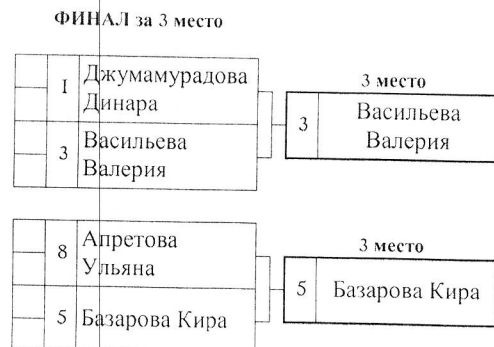 ФИНАЛ за 3 место
1 Джумамурадова
Динара
3 Васильева
Валерия
3 место
3 Васильева
Валерия
8 Апретова
Ульяна
5 Базарова Кира
3 место
5 Базарова Кира